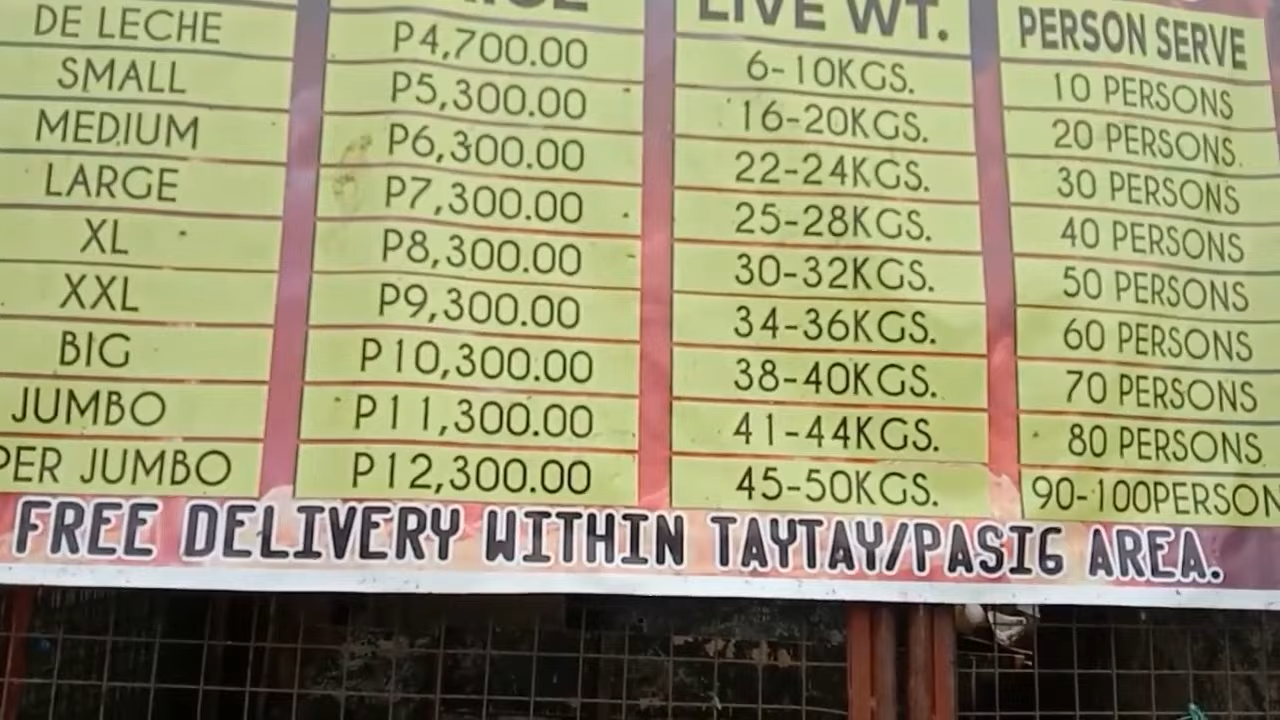 LIVE WT. PERSON SERVE
DE LECHE P4,700.00 6-10KGS. 10 PERSONS
SMALL P5,300.00 16-20KGS. 20 PERSONS.
MEDIUM P6,300.00 22-24KGS. 30 PERSONS
LARGE P7,300.00 25-28KGS. 40 PERSONS
XL P8,300.00 30-32KGS. 50 PERSONS
XXL P9,300.00 34-36KGS. 60 PERSONS
BIG P10,300.00 38-40KGS. 70 PERSONS
JUMBO P11,300.00 41-44KGS. 80 PERSONS
PER JUMBO P12,300.00 45-50KGS. 90-100PERSON
FREE DELIVERY WITHIN TAYTAY/PASIG AREA.